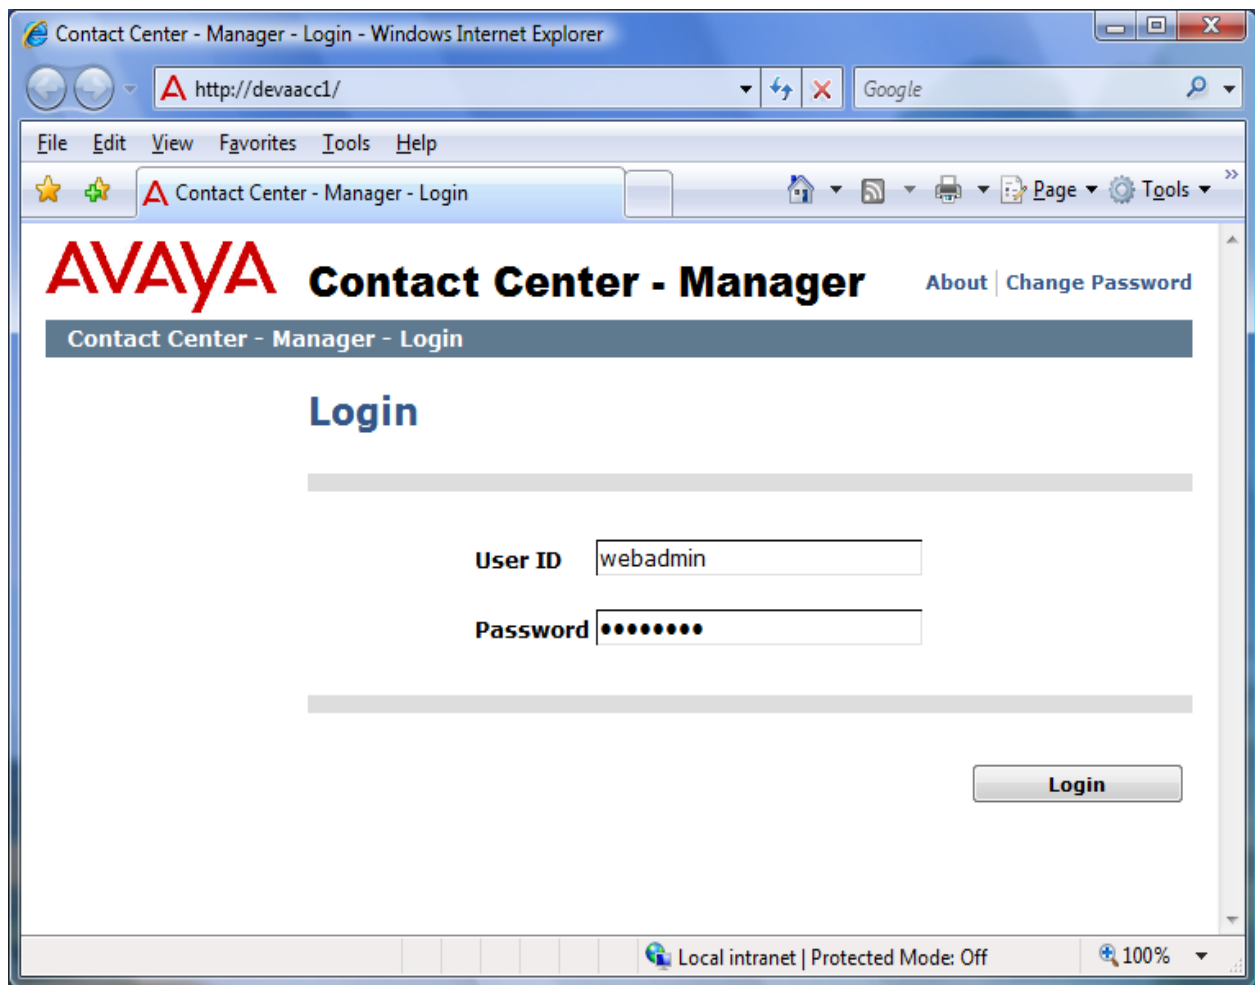 Contact Center - Manager - Login - Windows Internet Explorer
http://devaacc1/
Google
File Edit View Favorites Tools Help
Contact Center - Manager - Login
Page Tools
AVAYA Contact Center - Manager About Change Password
Contact Center - Manager - Login
Login
User ID webadmin
Password ••••••••
Login
Local intranet | Protected Mode: Off 100%